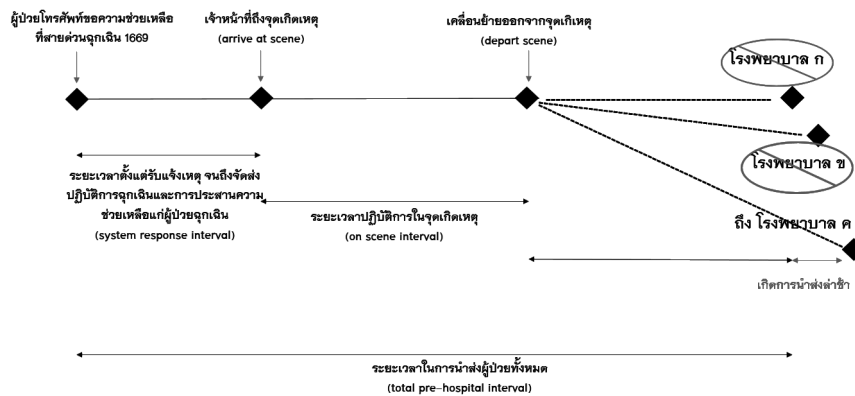 ผู้ป่วยโทรศัพท์ขอความช่วยเหลือ
ที่สายด่วนฉุกเฉิน 1669
เจ้าหน้าที่ถึงจุดเกิดเหตุ
(arrive at scene)
เคลื่อนย้ายออกจากจุดเกิเหตุ
(depart scene)
โรงพยาบาล ก
โรงพยาบาล ข
ถึง โรงพยาบาล ค
ระยะเวลาตั้งแต่รับแจ้งเหตุ จนถึงจัดส่ง
ปฏิบัติการฉุกเฉินและการประสานความ
ช่วยเหลือแก่ผู้ป่วยฉุกเฉิน
(system response interval)
ระยะเวลาปฏิบัติการในจุดเกิดเหตุ
(on scene interval)
เกิดการนำส่งล่าช้า
ระยะเวลาในการนำส่งผู้ป่วยทั้งหมด
(total pre-hospital interval)